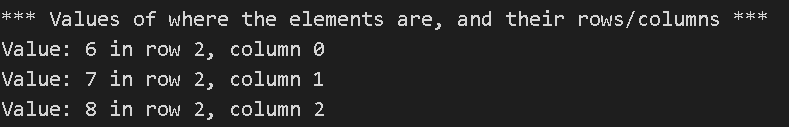 *** Values of where the elements are, and their rows/columns ***
Value: 6 in row 2, column 0
Value: 7 in row 2, column 1
Value: 8 in row 2, column 2